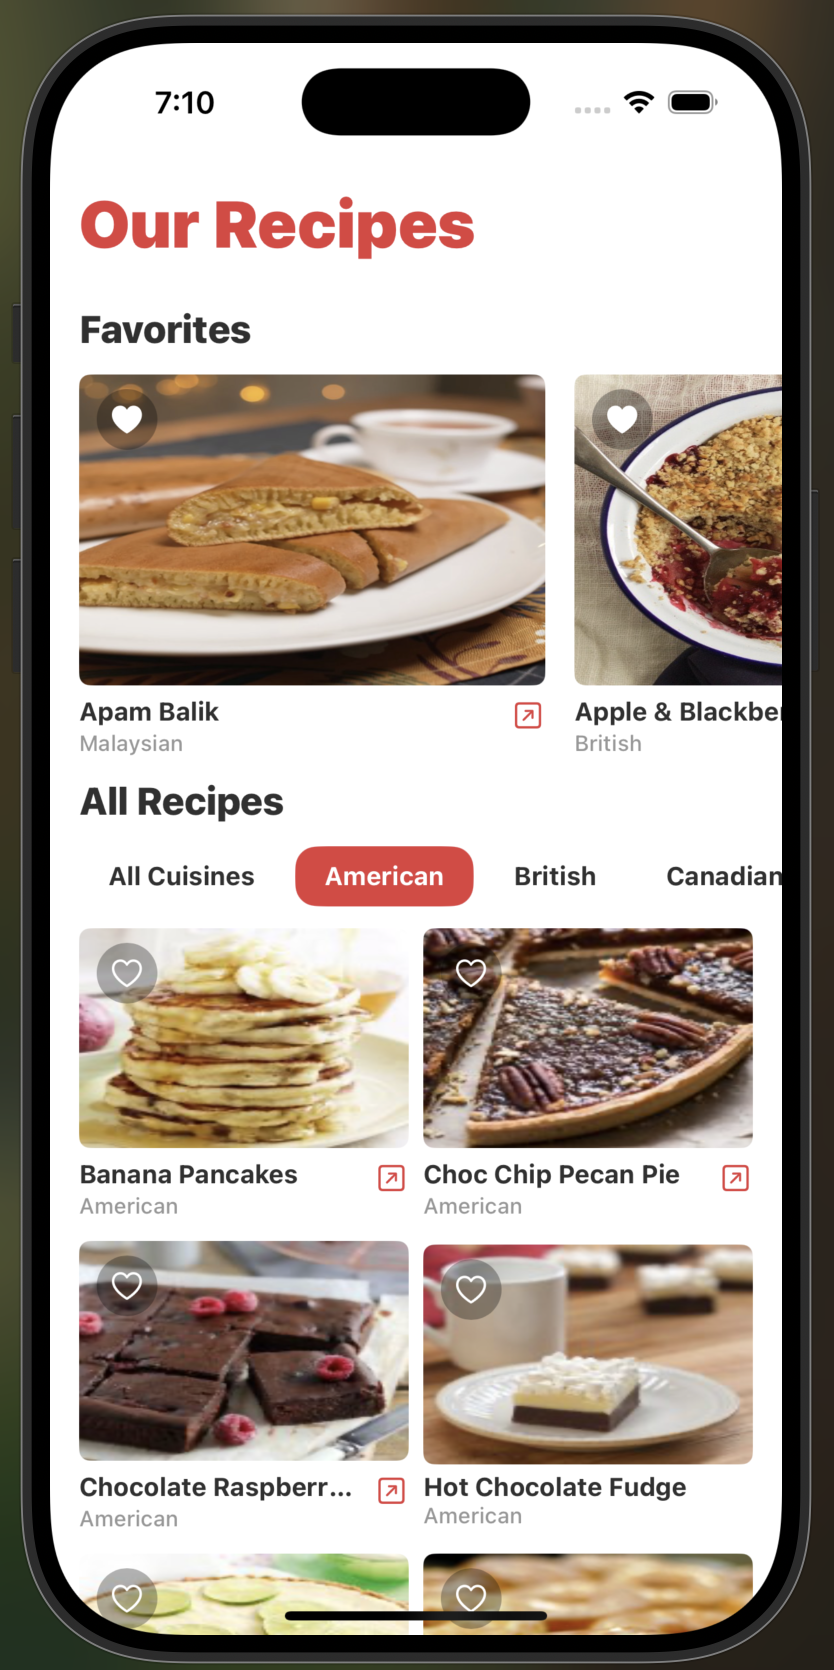 7:10
Our Recipes
Favorites
Apam Balik
Malaysian
Apple & Blackber
British
All Recipes
All Cuisines American British Canadian
Banana Pancakes
American
Choc Chip Pecan Pie
American
Chocolate Raspberr...
American
Hot Chocolate Fudge
American